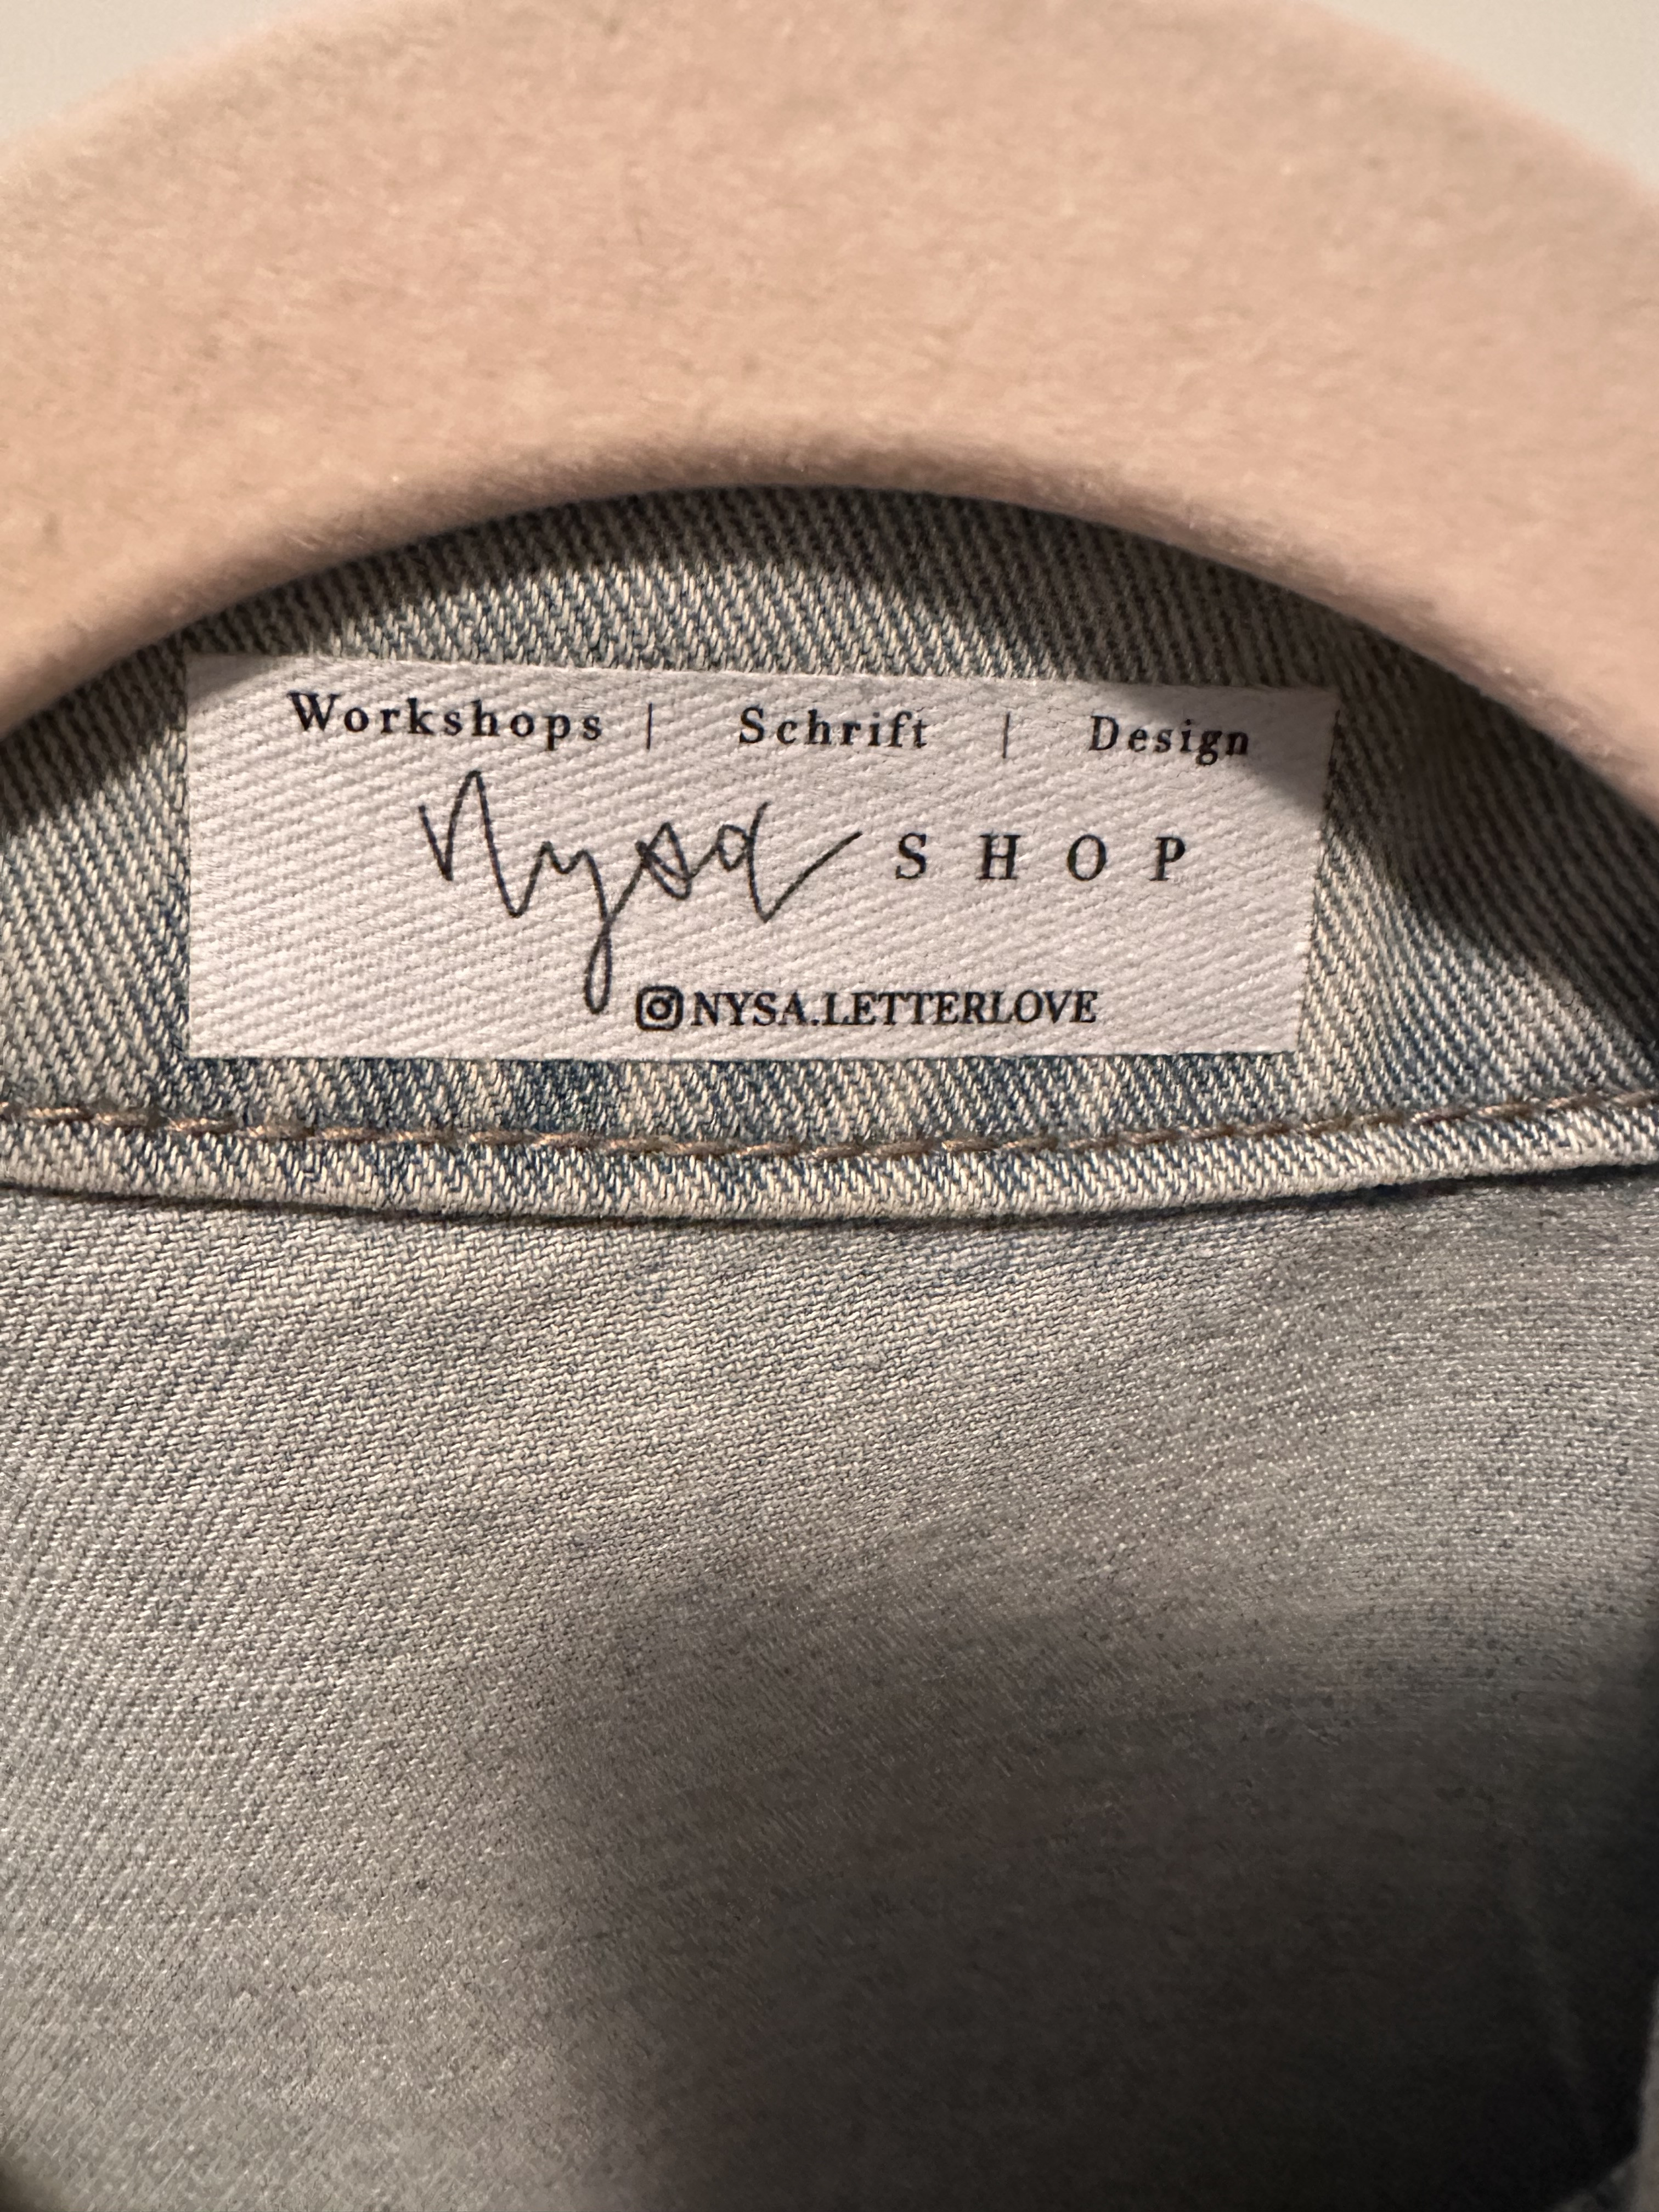 Workshops | Schrift | Design
Nysa SHOP
NYSA.LETTERLOVE